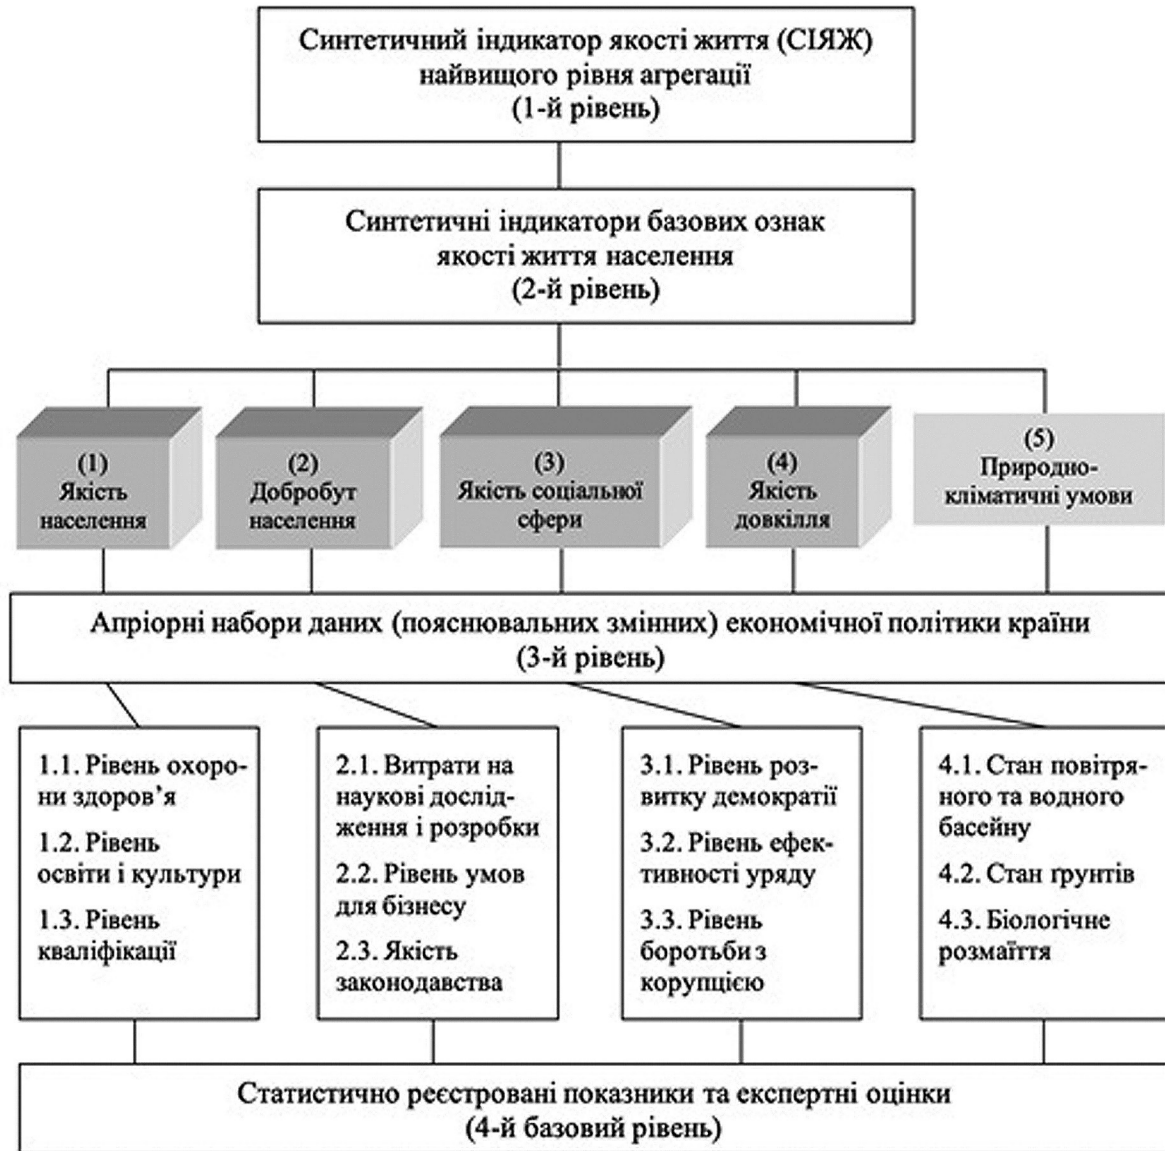 Синтетичний індикатор якості життя (СІЯЖ)
найвищого рівня агрегації
(1-й рівень)
Синтетичні індикатори базових ознак
якості життя населення
(2-й рівень)
(1)
Якість
населення
(2)
Добробут
населення
(3)
Якість соціальної
сфери
(4)
Якість
довкілля
(5)
Природно-
кліматичні умови
Апріорні набори даних (пояснювальних змінних) економічної політики країни
(3-й рівень)
1.1. Рівень охоро-
ни здоров’я
1.2. Рівень
освіти і культури
1.3. Рівень
кваліфікації
2.1. Витрати на
наукові дослід-
ження і розробки
2.2. Рівень умов
для бізнесу
2.3. Якість
законодавства
3.1. Рівень роз-
витку демократії
3.2. Рівень ефек-
тивності уряду
3.3. Рівень
боротьби з
корупцією
4.1. Стан повітря-
ного та водного
басейну
4.2. Стан ґрунтів
4.3. Біологічне
розмаїття
Статистично реєстровані показники та експертні оцінки
(4-й базовий рівень)